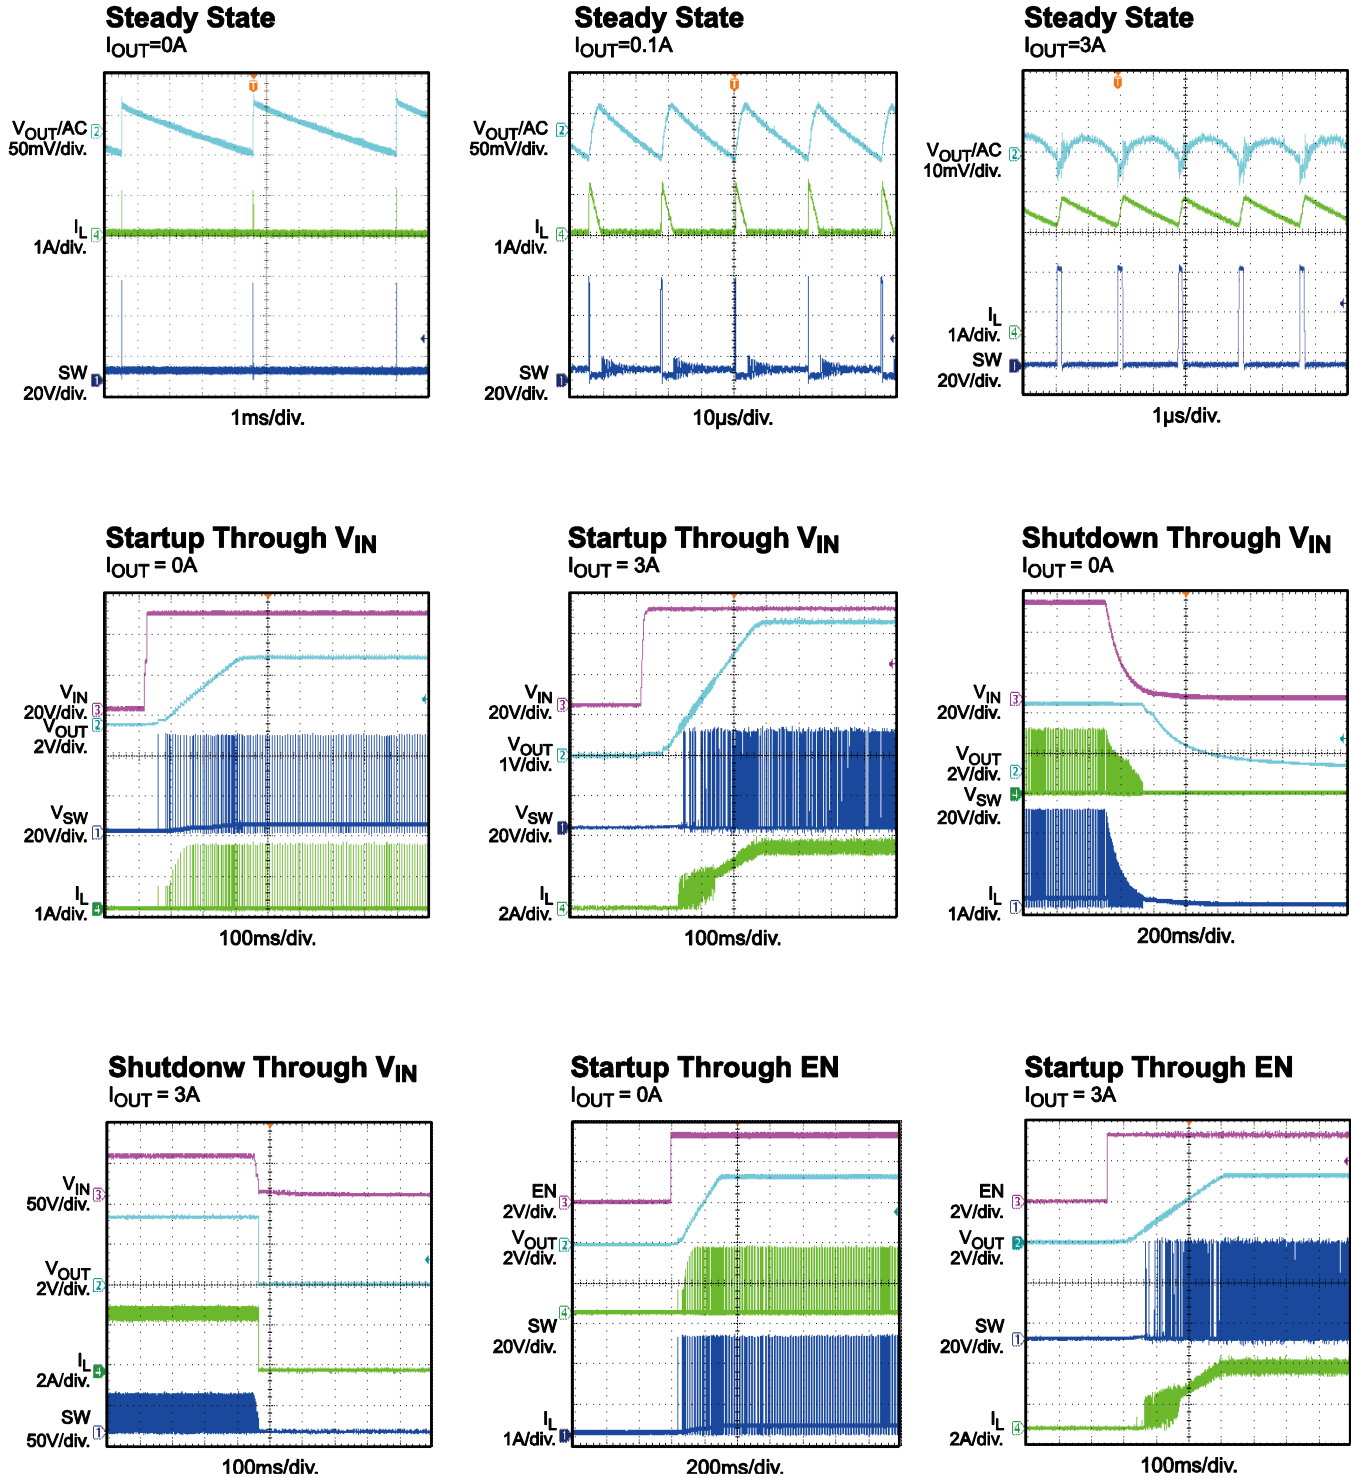 Steady State
IOUT=0A
VOUT/AC
50mV/div.
IL
1A/div.
SW
20V/div.
1ms/div.
Steady State
IOUT=0.1A
VOUT/AC
50mV/div.
IL
1A/div.
SW
20V/div.
10µs/div.
Steady State
IOUT=3A
VOUT/AC
10mV/div.
IL
1A/div.
SW
20V/div.
1µs/div.
Startup Through VIN
IOUT = 0A
VIN
20V/div.
VOUT
2V/div.
VSW
20V/div.
IL
1A/div.
100ms/div.
Startup Through VIN
IOUT = 3A
VIN
20V/div.
VOUT
1V/div.
VSW
20V/div.
IL
2A/div.
100ms/div.
Shutdown Through VIN
IOUT = 0A
VIN
20V/div.
VOUT
2V/div.
VSW
20V/div.
IL
1A/div.
200ms/div.
Shutdonw Through VIN
IOUT = 3A
VIN
50V/div.
VOUT
2V/div.
IL
2A/div.
SW
50V/div.
100ms/div.
Startup Through EN
IOUT = 0A
EN
2V/div.
VOUT
2V/div.
SW
20V/div.
IL
1A/div.
200ms/div.
Startup Through EN
IOUT = 3A
EN
2V/div.
VOUT
2V/div.
SW
20V/div.
IL
2A/div.
100ms/div.